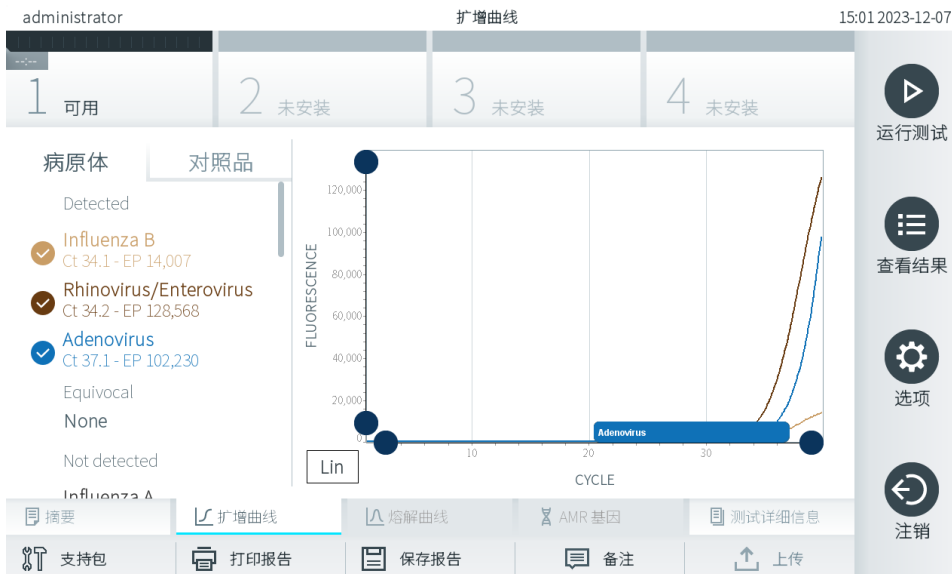 administrator
扩增曲线
15:01 2023-12-07
--:--
1 可用
2 未安装
3 未安装
4 未安装
运行测试
查看结果
选项
注销
病原体
对照品
Detected
Influenza B
Ct 34.1 - EP 14,007
Rhinovirus/Enterovirus
Ct 34.2 - EP 128,568
Adenovirus
Ct 37.1 - EP 102,230
Equivocal
None
Not detected
Influenza A
FLUORESCENCE
120,000
100,000
80,000
60,000
40,000
20,000
0
Adenovirus
10
20
30
CYCLE
Lin
摘要
扩增曲线
熔解曲线
AMR 基因
测试详细信息
支持包
打印报告
保存报告
备注
上传